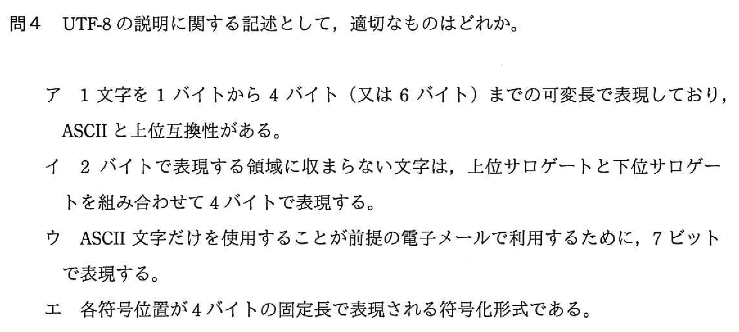 問4 UTF-8 の説明に関する記述として，適切なものはどれか。
ア 1 文字を 1 バイトから 4 バイト（又は 6 バイト）までの可変長で表現しており，
ASCII と上位互換性がある。
イ 2 バイトで表現する領域に収まらない文字は，上位サロゲートと下位サロゲー
トを組み合わせて 4 バイトで表現する。
ウ ASCII 文字だけを使用することが前提の電子メールで利用するために，7 ビット
で表現する。
エ 各符号位置が 4 バイトの固定長で表現される符号化形式である。